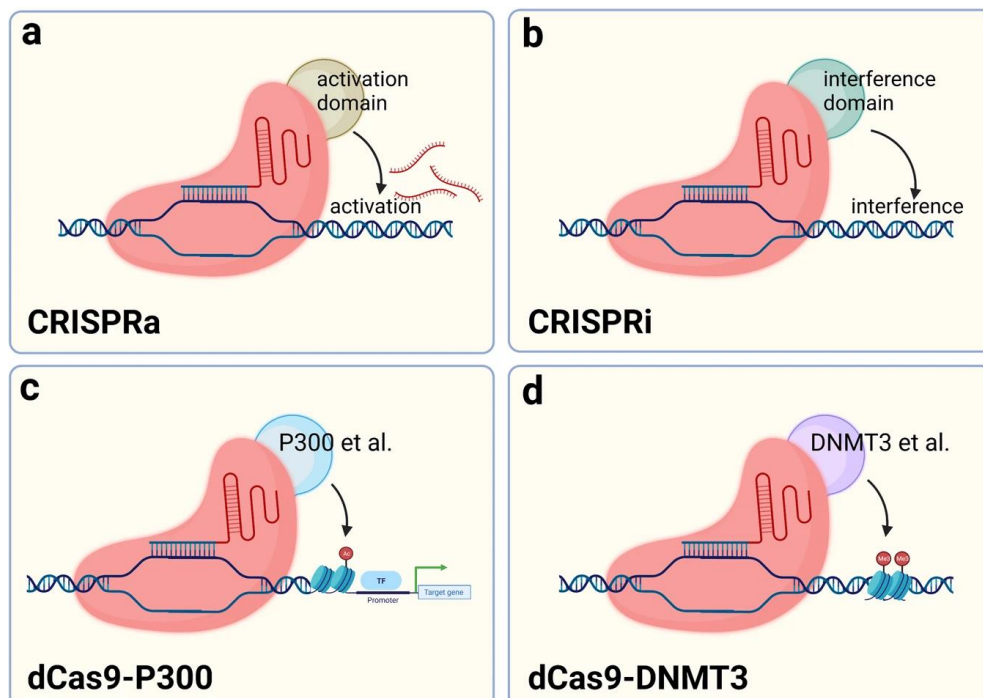 a
activation
domain
activation
CRISPRa
b
interference
domain
interference
CRISPRi
c
P300 et al.
Ac
TF
Promoter
Target gene
dCas9-P300
d
DNMT3 et al.
Me3 Me3
dCas9-DNMT3